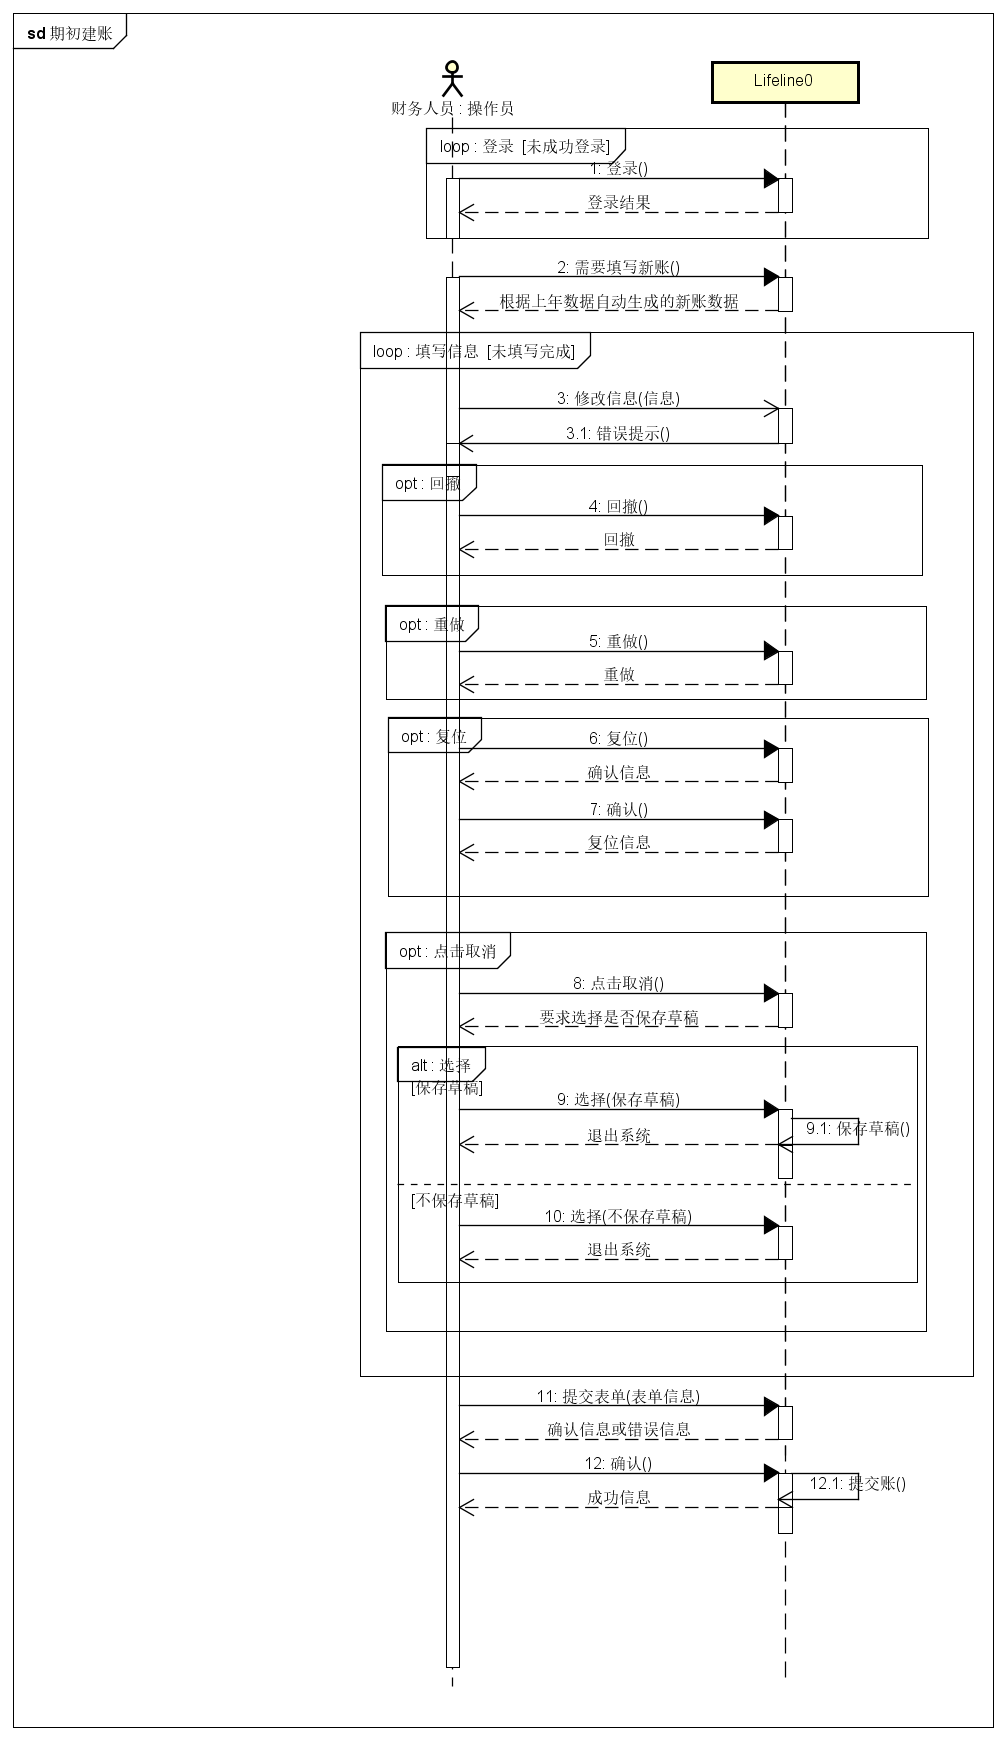 sd 期初建账
Lifeline0
财务人员 : 操作员
loop : 登录 [未成功登录]
1: 登录()
登录结果
2: 需要填写新账()
根据上年数据自动生成的新账数据
loop : 填写信息 [未填写完成]
3: 修改信息(信息)
3.1: 错误提示()
opt : 回撤
4: 回撤()
回撤
opt : 重做
5: 重做()
重做
opt : 复位
6: 复位()
确认信息
7: 确认()
复位信息
opt : 点击取消
8: 点击取消()
要求选择是否保存草稿
alt : 选择
[保存草稿]
9: 选择(保存草稿)
9.1: 保存草稿()
退出系统
[不保存草稿]
10: 选择(不保存草稿)
退出系统
11: 提交表单(表单信息)
确认信息或错误信息
12: 确认()
12.1: 提交账()
成功信息